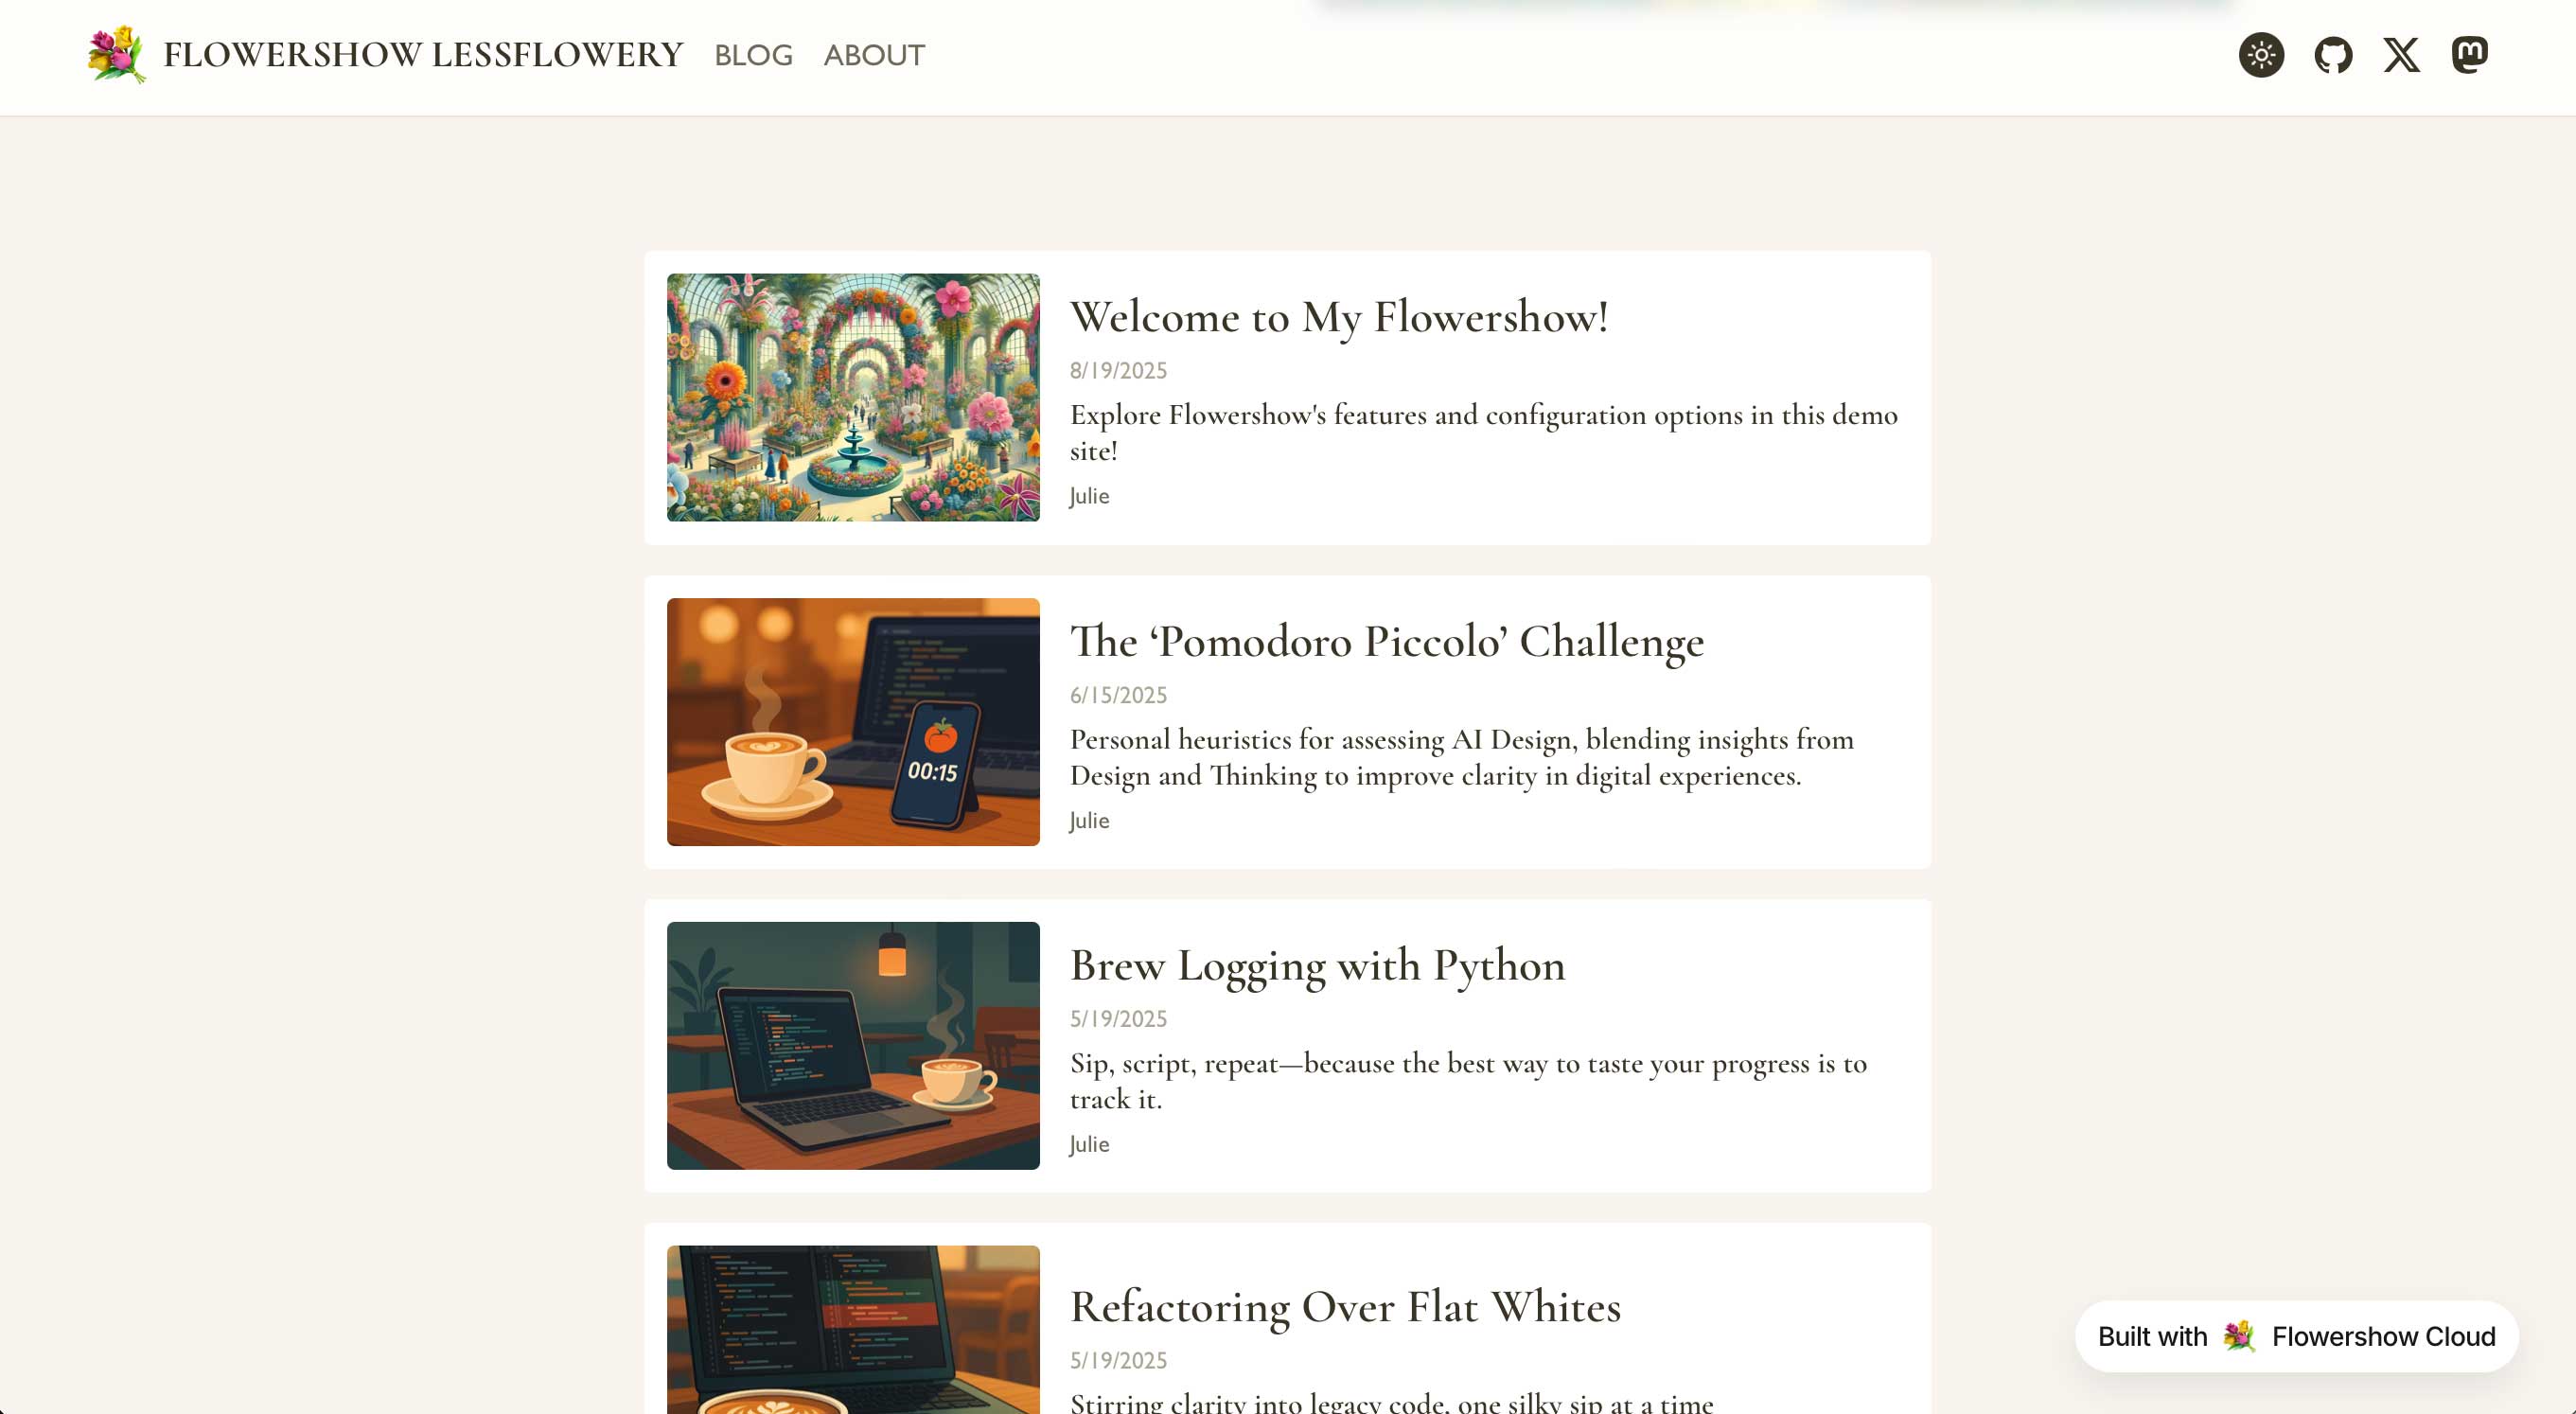 FLOWERSHOW LESSFLOWERY BLOG ABOUT
Welcome to My Flowershow!
8/19/2025
Explore Flowershow's features and configuration options in this demo
site!
Julie
The ‘Pomodoro Piccolo’ Challenge
6/15/2025
Personal heuristics for assessing AI Design, blending insights from
Design and Thinking to improve clarity in digital experiences.
Julie
00:15
Brew Logging with Python
5/19/2025
Sip, script, repeat—because the best way to taste your progress is to
track it.
Julie
Refactoring Over Flat Whites
5/19/2025
Stirring clarity into legacy code, one silky sip at a time
Built with Flowershow Cloud